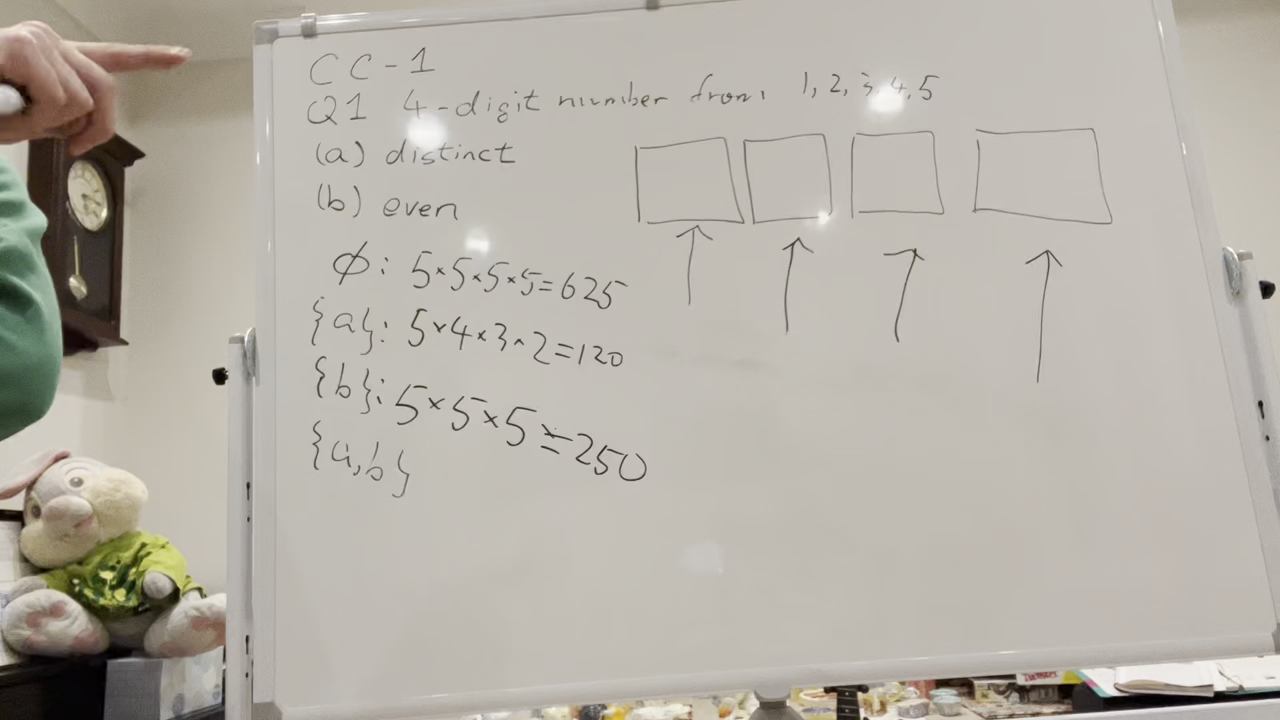 CC-1
Q1 4-digit number from: 1, 2, 3, 4, 5
(a) distinct
(b) even
ϕ: 5×5×5×5=625
{a}: 5×4×3×2=120
{b}: 5×5×5×=250
{a,b}